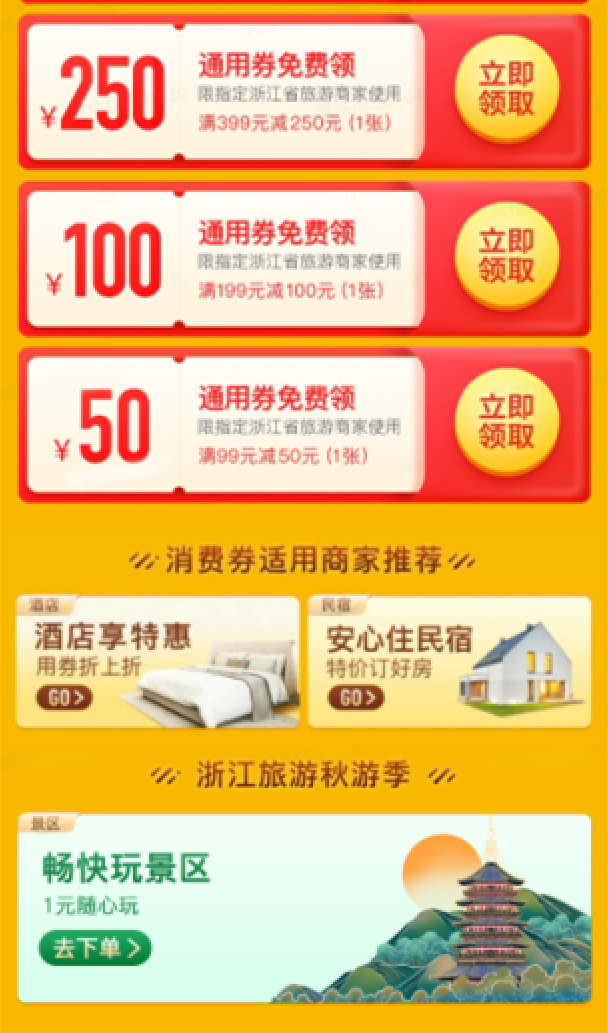 ¥250
通用券免费领
限指定浙江省旅游商家使用
满399元减250元 (1张)
立即
领取
¥100
通用券免费领
限指定浙江省旅游商家使用
满199元减100元 (1张)
立即
领取
¥50
通用券免费领
限指定浙江省旅游商家使用
满99元减50元 (1张)
立即
领取
消费券适用商家推荐
酒店
酒店享特惠
用券折上折
GO>
民宿
安心住民宿
特价订好房
GO>
浙江旅游秋游季
景区
畅快玩景区
1元随心玩
去下单>